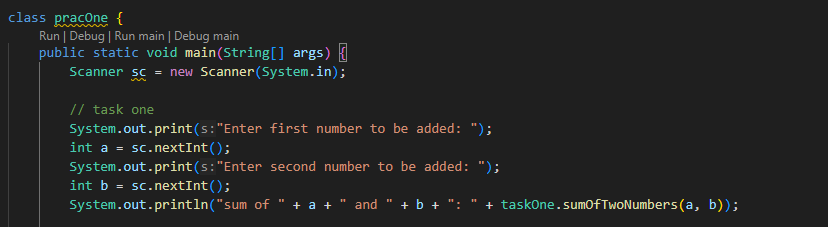 class pracOne {
Run | Debug | Run main | Debug main
public static void main(String[] args) {
Scanner sc = new Scanner(System.in);
// task one
System.out.print(s:"Enter first number to be added: ");
int a = sc.nextInt();
System.out.print(s:"Enter second number to be added: ");
int b = sc.nextInt();
System.out.println("sum of " + a + " and " + b + ": " + taskOne.sumOfTwoNumbers(a, b));